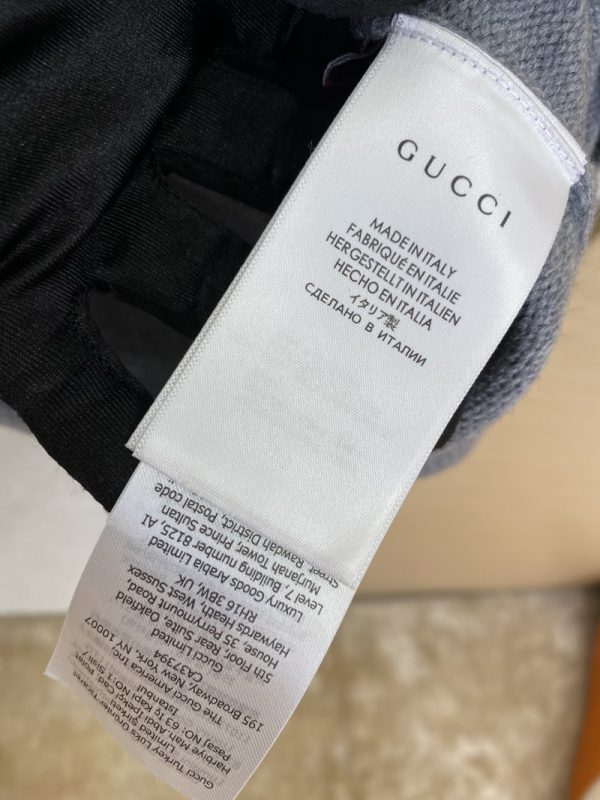 GUCCI
MADE IN ITALY
FABRIQUÉ EN ITALIE
HERGESTELLT IN ITALIEN
HECHO EN ITALIA
イタリア製
СДЕЛАНО В ИТАЛИИ
Gucci Turkey Lüks Ürünler Ticaret
Limited Şirketi
Harbiye Mah.Abdi İpekçi Cad. Polat
Pasaj NO: 63 İç Kapı NO:1 Şişli /
İstanbul
The Gucci America Inc.
195 Broadway, New York, NY 10007
CA37394
Gucci Limited
5th Floor, Rear Suite, Oakfield
House, 35 Perrymount Road,
Haywards Heath, West Sussex
RH16 3BW, UK
Luxury Goods Arabia Limited
Level 7, Building number 8125, Al
Murjanah Tower, Prince Sultan
Street, Rawdah District, Postal code